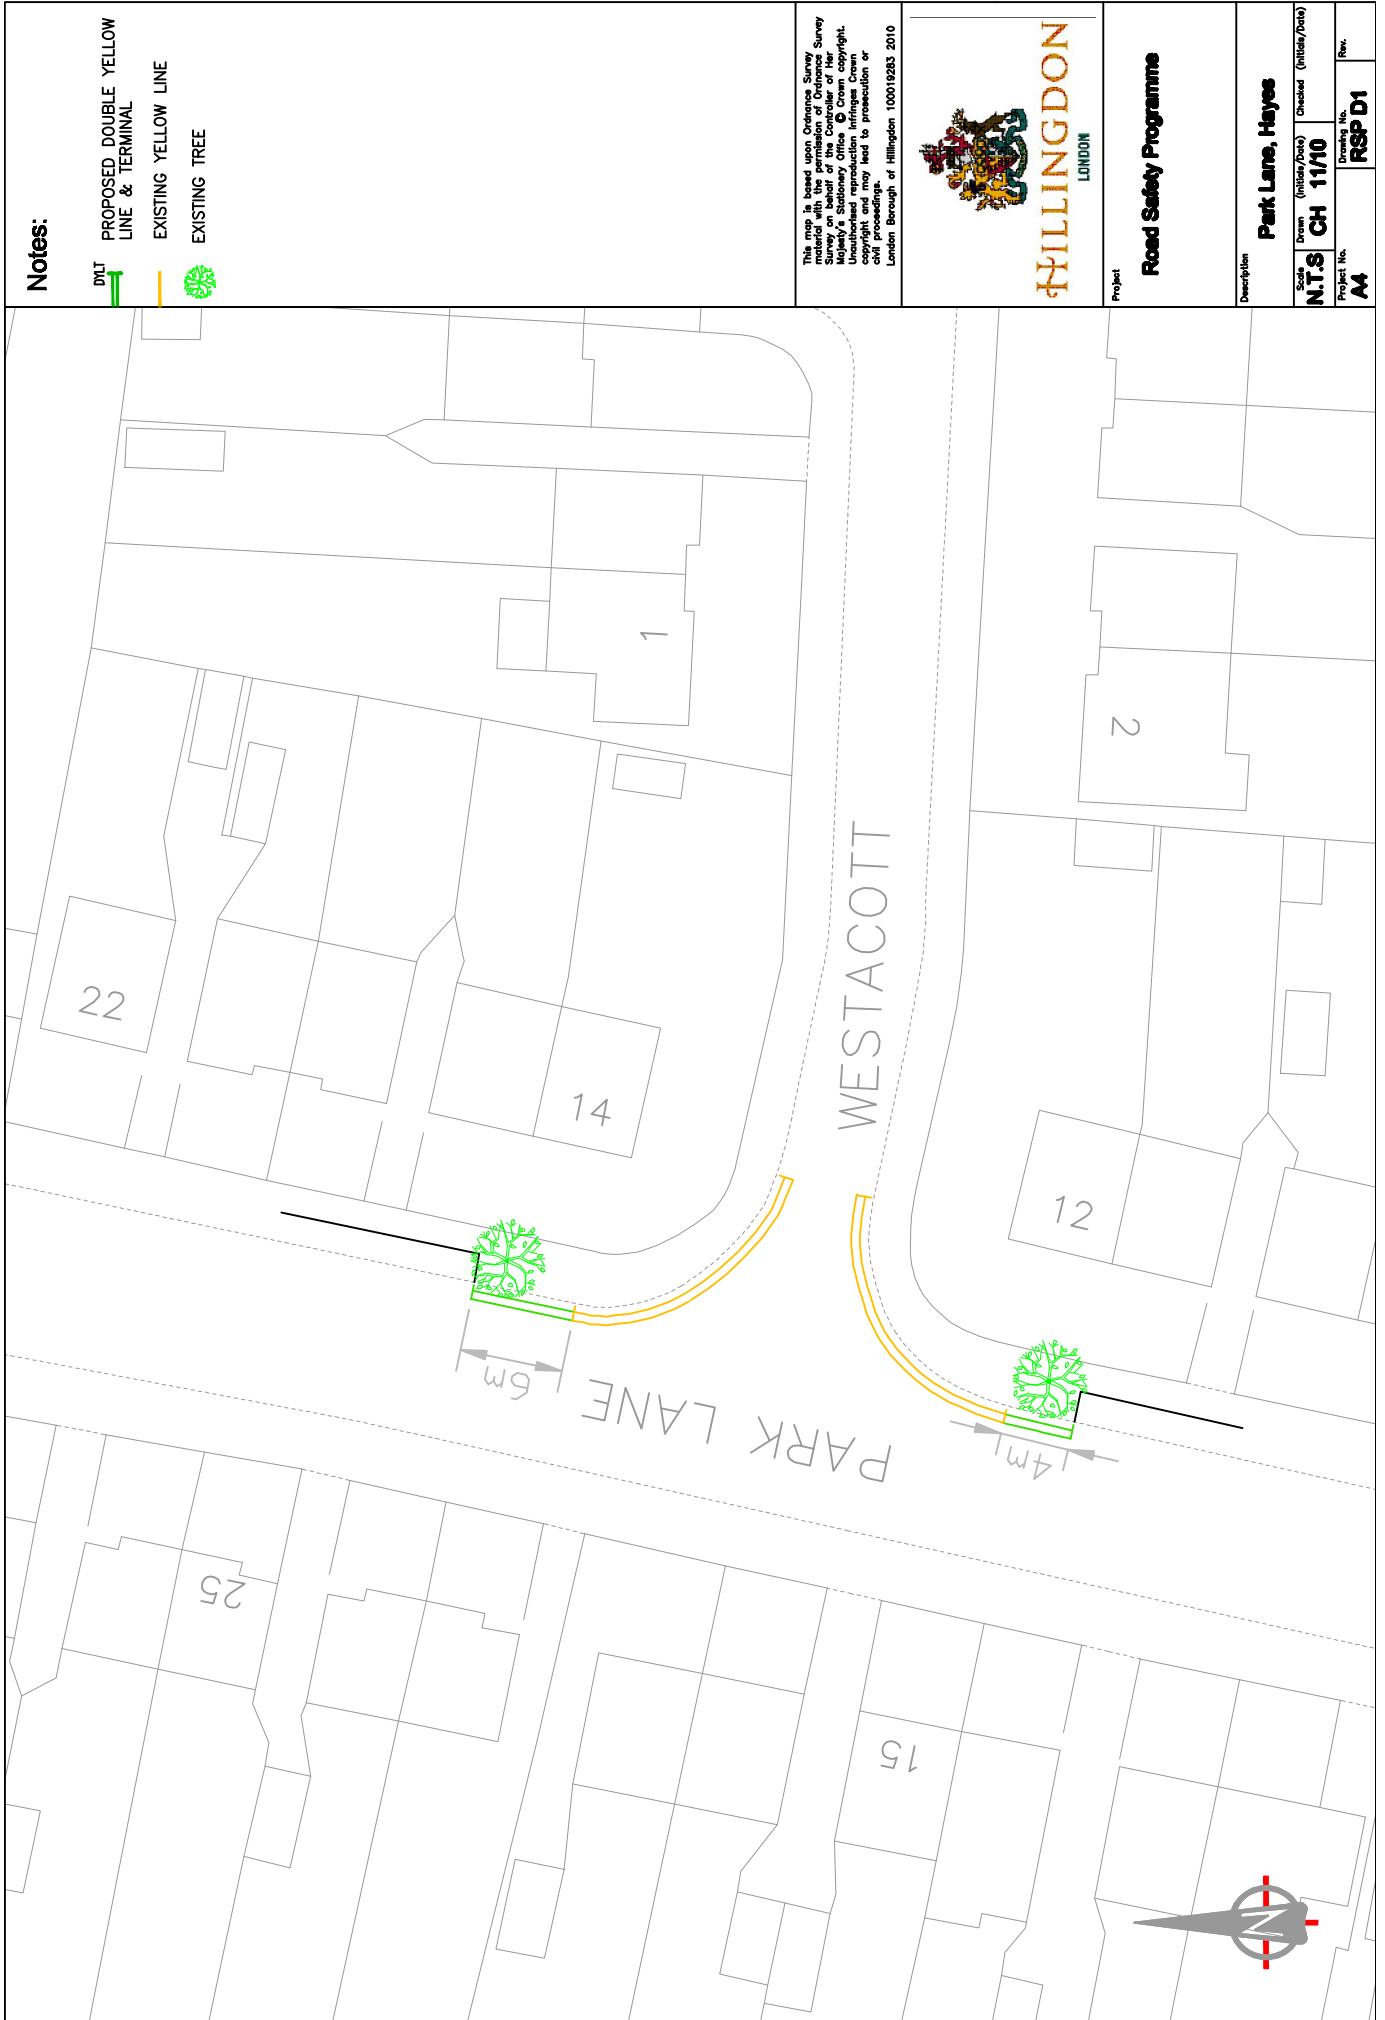 Notes:
DYLT
PROPOSED DOUBLE YELLOW
LINE & TERMINAL
EXISTING YELLOW LINE
EXISTING TREE
This map is based upon Ordnance Survey
material with the permission of Ordnance Survey
Survey on behalf of the Controller of Her
Majesty's Stationery Office © Crown copyright.
Unauthorised reproduction infringes Crown
copyright and may lead to prosecution or
civil proceedings.
London Borough of Hillingdon 100019283 2010
HILLINGDON
LONDON
Project
Road Safety Programme
Description
Park Lane, Hayes
Scale
N.T.S
Drawn (Initials/Date)
CH 11/10
Checked (Initials/Date)
Project No.
A4
Drawing No.
RSP D1
Rev.
1
2
22
14
12
WESTACOTT
PARK LANE
6m
4m
25
15
N